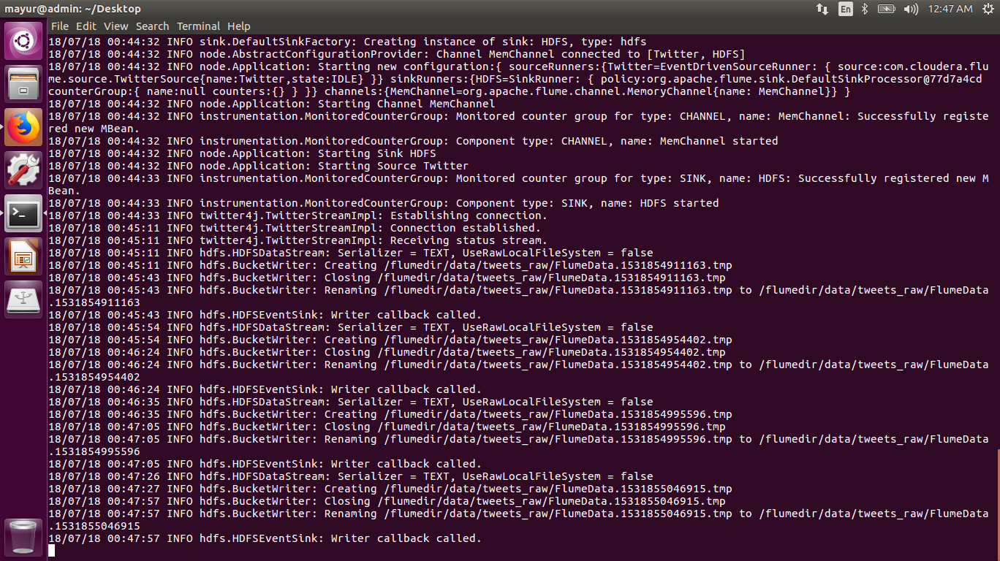 mayur@admin: ~/Desktop
En
12:47 AM
File Edit View Search Terminal Help
18/07/18 00:44:32 INFO sink.DefaultSinkFactory: Creating instance of sink: HDFS, type: hdfs
18/07/18 00:44:32 INFO node.AbstractConfigurationProvider: Channel MemChannel connected to [Twitter, HDFS]
18/07/18 00:44:32 INFO node.Application: Starting new configuration:{ sourceRunners:{Twitter=EventDrivenSourceRunner: { source:com.cloudera.flu
me.source.TwitterSource{name:Twitter,state:IDLE} }} sinkRunners:{HDFS=SinkRunner: { policy:org.apache.flume.sink.DefaultSinkProcessor@77d7a4cd
counterGroup:{ name:null counters:{} } }} channels:{MemChannel=org.apache.flume.channel.MemoryChannel{name: MemChannel}} }
18/07/18 00:44:32 INFO node.Application: Starting Channel MemChannel
18/07/18 00:44:32 INFO instrumentation.MonitoredCounterGroup: Monitored counter group for type: CHANNEL, name: MemChannel: Successfully registe
red new MBean.
18/07/18 00:44:32 INFO instrumentation.MonitoredCounterGroup: Component type: CHANNEL, name: MemChannel started
18/07/18 00:44:32 INFO node.Application: Starting Sink HDFS
18/07/18 00:44:32 INFO node.Application: Starting Source Twitter
18/07/18 00:44:33 INFO instrumentation.MonitoredCounterGroup: Monitored counter group for type: SINK, name: HDFS: Successfully registered new M
Bean.
18/07/18 00:44:33 INFO instrumentation.MonitoredCounterGroup: Component type: SINK, name: HDFS started
18/07/18 00:44:33 INFO twitter4j.TwitterStreamImpl: Establishing connection.
18/07/18 00:45:11 INFO twitter4j.TwitterStreamImpl: Connection established.
18/07/18 00:45:11 INFO twitter4j.TwitterStreamImpl: Receiving status stream.
18/07/18 00:45:11 INFO hdfs.HDFSDataStream: Serializer = TEXT, UseRawLocalFileSystem = false
18/07/18 00:45:11 INFO hdfs.BucketWriter: Creating /flumedir/data/tweets_raw/FlumeData.1531854911163.tmp
18/07/18 00:45:43 INFO hdfs.BucketWriter: Closing /flumedir/data/tweets_raw/FlumeData.1531854911163.tmp
18/07/18 00:45:43 INFO hdfs.BucketWriter: Renaming /flumedir/data/tweets_raw/FlumeData.1531854911163.tmp to /flumedir/data/tweets_raw/FlumeData
.1531854911163
18/07/18 00:45:43 INFO hdfs.HDFSEventSink: Writer callback called.
18/07/18 00:45:54 INFO hdfs.HDFSDataStream: Serializer = TEXT, UseRawLocalFileSystem = false
18/07/18 00:45:54 INFO hdfs.BucketWriter: Creating /flumedir/data/tweets_raw/FlumeData.1531854954402.tmp
18/07/18 00:46:24 INFO hdfs.BucketWriter: Closing /flumedir/data/tweets_raw/FlumeData.1531854954402.tmp
18/07/18 00:46:24 INFO hdfs.BucketWriter: Renaming /flumedir/data/tweets_raw/FlumeData.1531854954402.tmp to /flumedir/data/tweets_raw/FlumeData
.1531854954402
18/07/18 00:46:24 INFO hdfs.HDFSEventSink: Writer callback called.
18/07/18 00:46:35 INFO hdfs.HDFSDataStream: Serializer = TEXT, UseRawLocalFileSystem = false
18/07/18 00:46:35 INFO hdfs.BucketWriter: Creating /flumedir/data/tweets_raw/FlumeData.1531854995596.tmp
18/07/18 00:47:05 INFO hdfs.BucketWriter: Closing /flumedir/data/tweets_raw/FlumeData.1531854995596.tmp
18/07/18 00:47:05 INFO hdfs.BucketWriter: Renaming /flumedir/data/tweets_raw/FlumeData.1531854995596.tmp to /flumedir/data/tweets_raw/FlumeData
.1531854995596
18/07/18 00:47:05 INFO hdfs.HDFSEventSink: Writer callback called.
18/07/18 00:47:26 INFO hdfs.HDFSDataStream: Serializer = TEXT, UseRawLocalFileSystem = false
18/07/18 00:47:27 INFO hdfs.BucketWriter: Creating /flumedir/data/tweets_raw/FlumeData.1531855046915.tmp
18/07/18 00:47:57 INFO hdfs.BucketWriter: Closing /flumedir/data/tweets_raw/FlumeData.1531855046915.tmp
18/07/18 00:47:57 INFO hdfs.BucketWriter: Renaming /flumedir/data/tweets_raw/FlumeData.1531855046915.tmp to /flumedir/data/tweets_raw/FlumeData
.1531855046915
18/07/18 00:47:57 INFO hdfs.HDFSEventSink: Writer callback called.